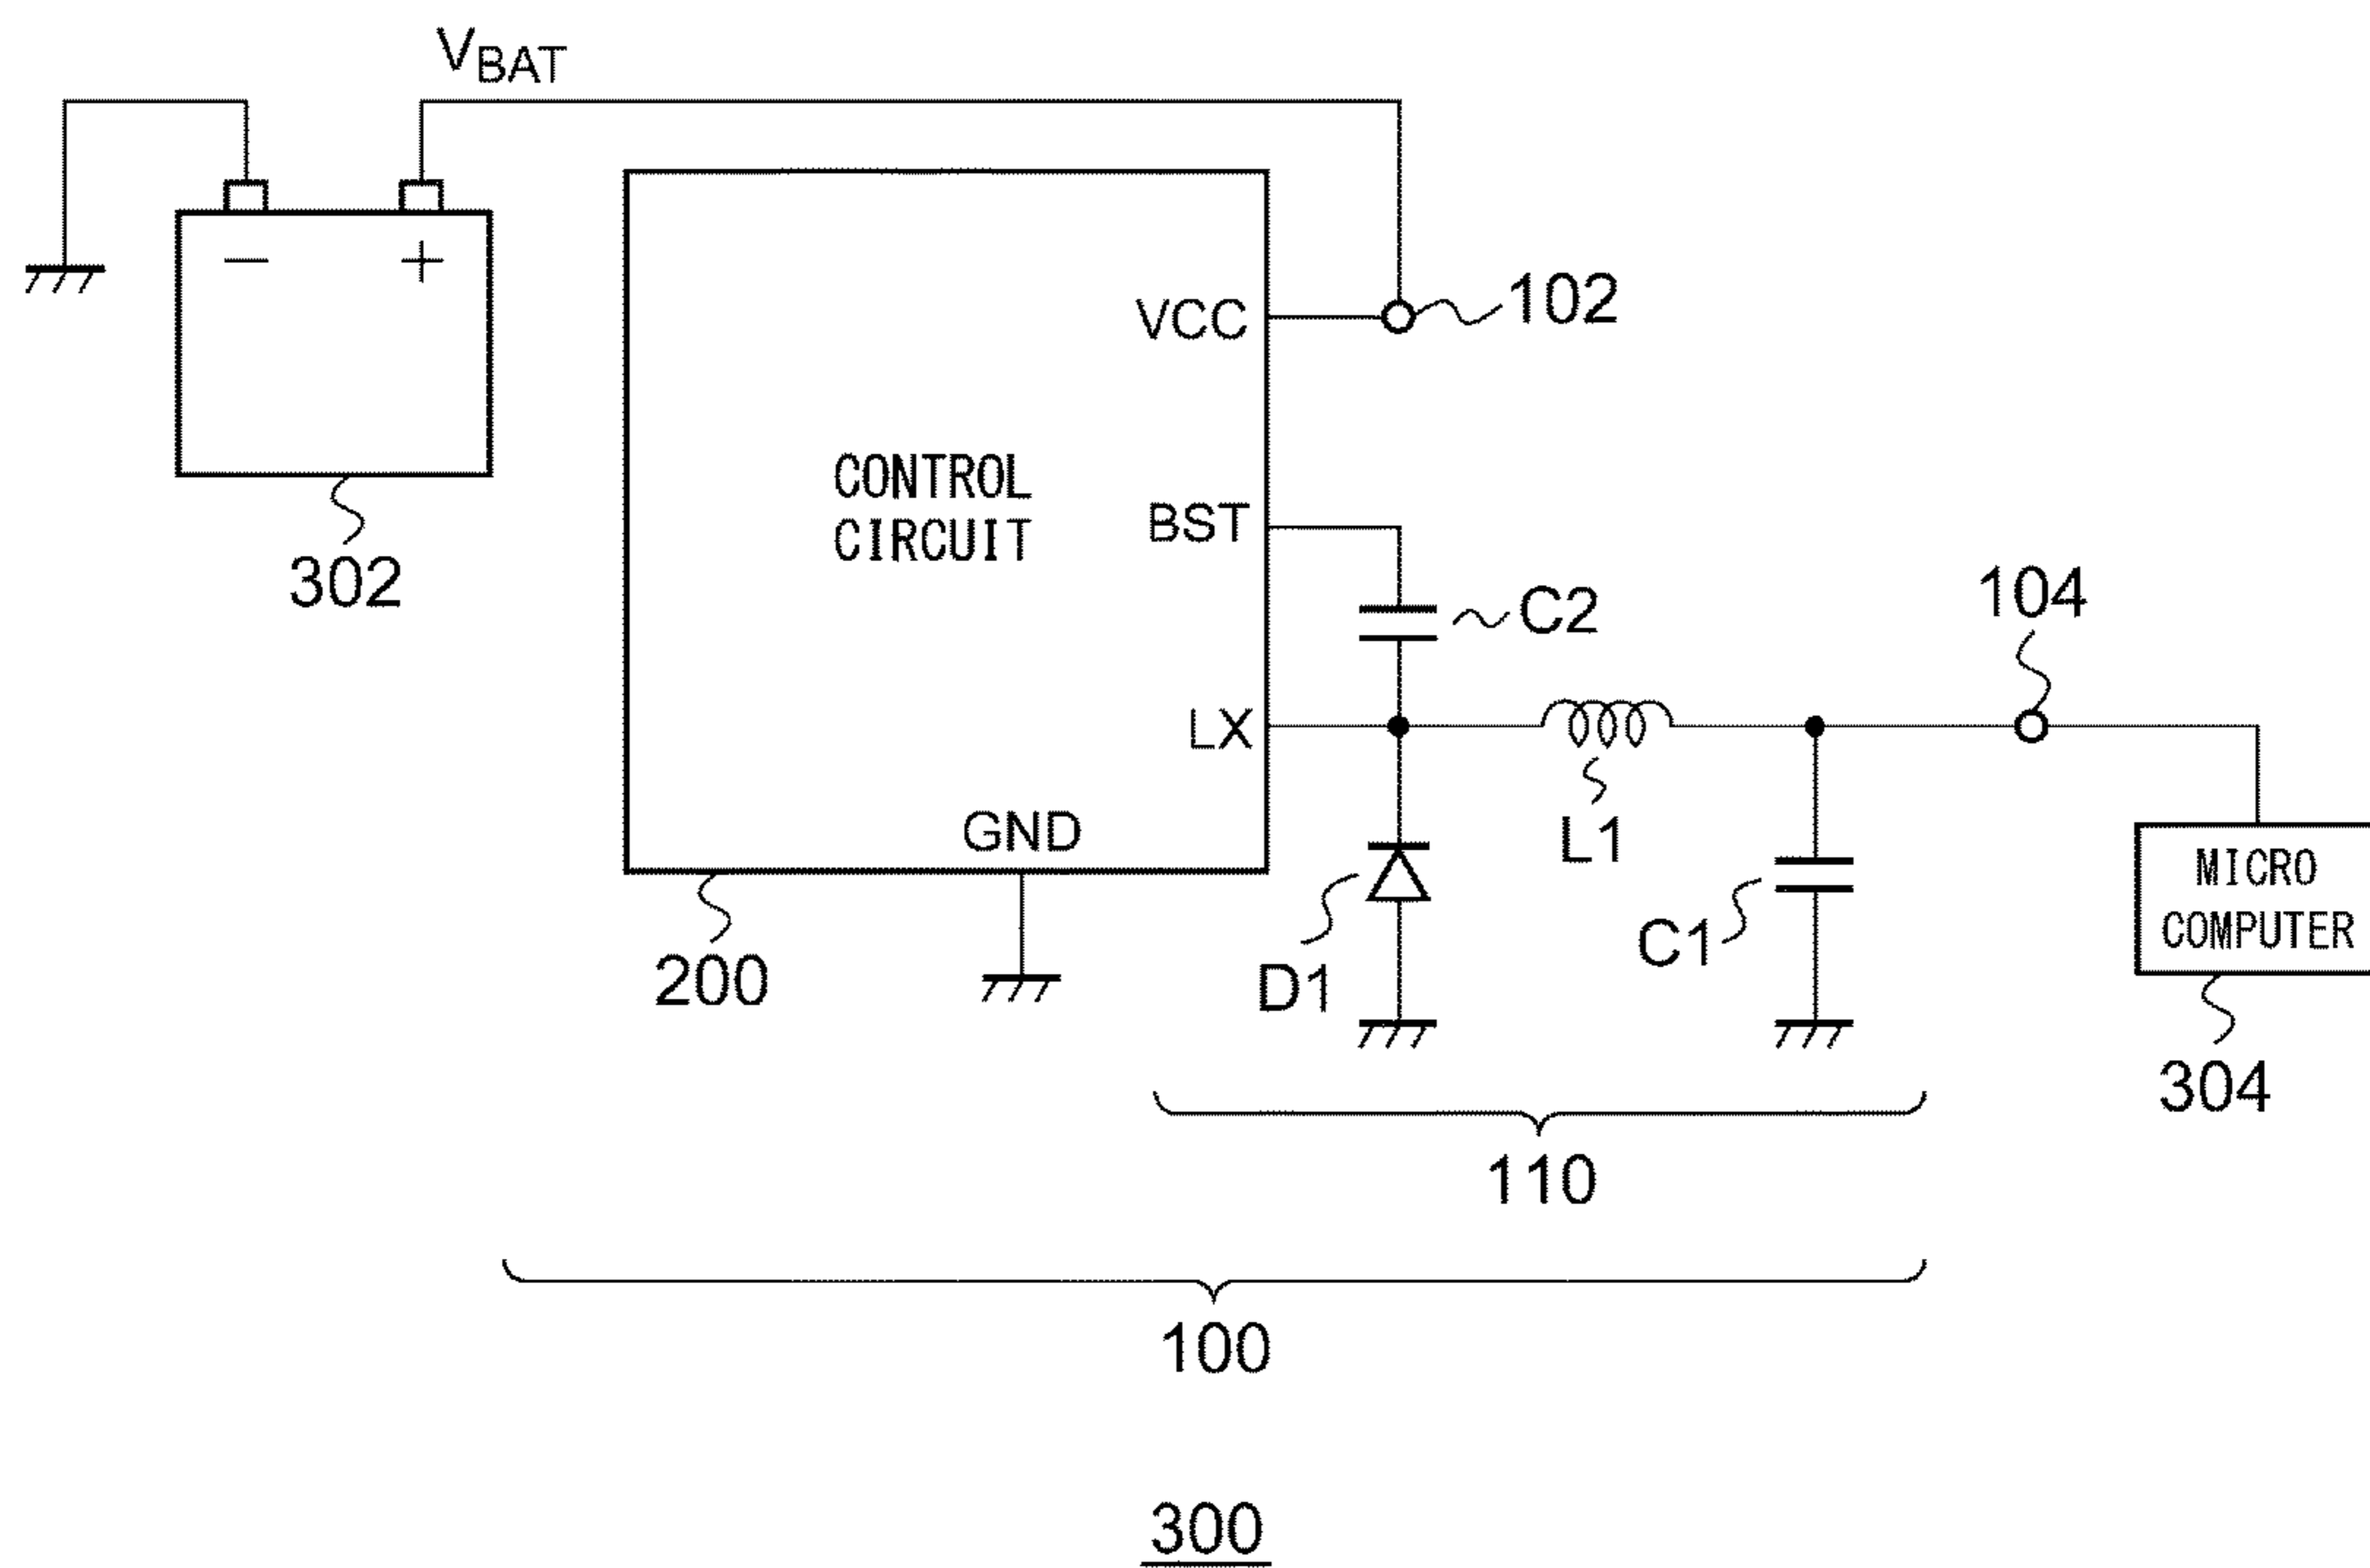 VBAT
− +
302
CONTROL
CIRCUIT
VCC
BST
LX
GND
200
102
C2
104
L1
D1
C1
MICRO
COMPUTER
304
110
100
300